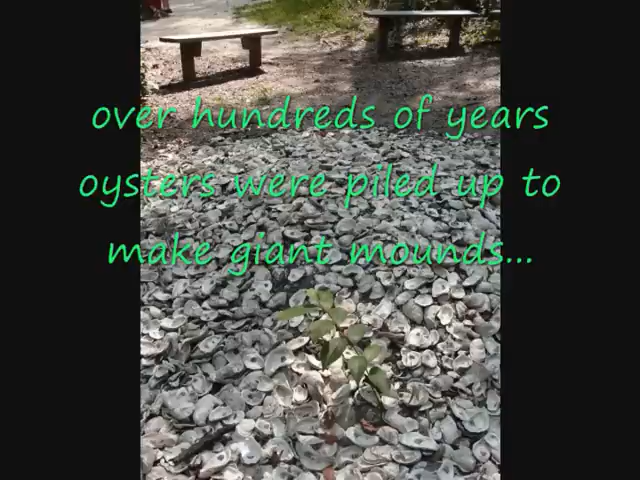 over hundreds of years
oysters were piled up to
make giant mounds...